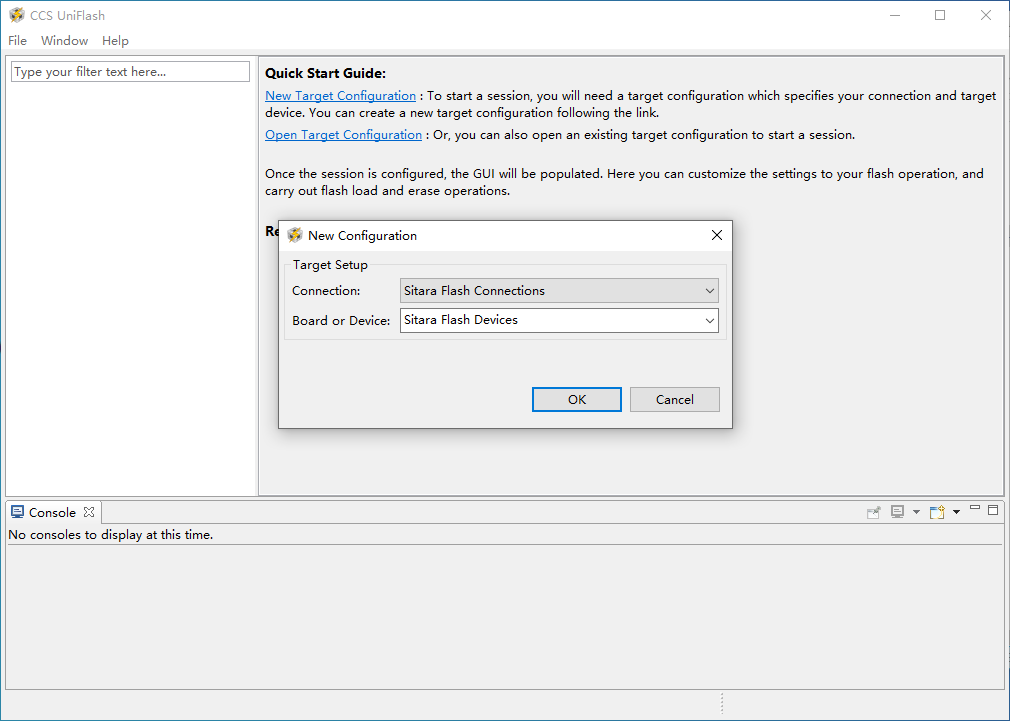 CCS UniFlash
File Window Help
Type your filter text here...
Quick Start Guide:
New Target Configuration : To start a session, you will need a target configuration which specifies your connection and target
device. You can create a new target configuration following the link.
Open Target Configuration : Or, you can also open an existing target configuration to start a session.
Once the session is configured, the GUI will be populated. Here you can customize the settings to your flash operation, and
carry out flash load and erase operations.
New Configuration
Target Setup
Connection: Sitara Flash Connections
Board or Device: Sitara Flash Devices
OK Cancel
Console
No consoles to display at this time.